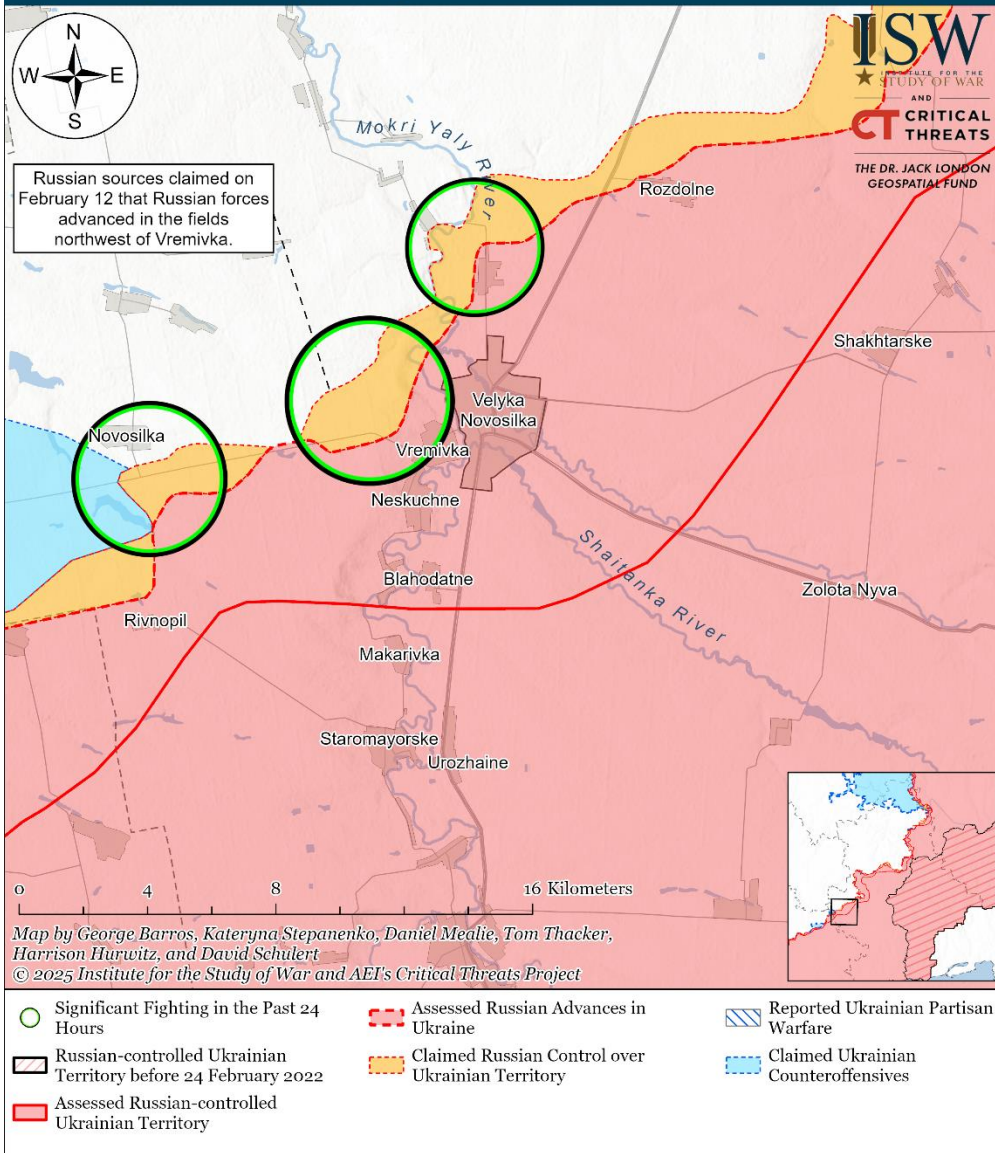 N
W
E
S
ISW
INSTITUTE FOR THE
STUDY OF WAR
AND
CT CRITICAL
THREATS
THE DR. JACK LONDON
GEOSPATIAL FUND
Mokri Yaly River
Russian sources claimed on
February 12 that Russian forces
advanced in the fields
northwest of Vremivka.
Rozdolne
Shakhtarske
Velyka
Novosilka
Novosilka
Vremivka
Neskuchne
Shaitanka River
Blahodatne
Zolota Nyva
Rivnopil
Makarivka
Staromayorske
Urozhaine
0 4 8 16 Kilometers
Map by George Barros, Kateryna Stepanenko, Daniel Mealie, Tom Thacker,
Harrison Hurwitz, and David Schulert
© 2025 Institute for the Study of War and AEI's Critical Threats Project
Significant Fighting in the Past 24
Hours
Russian-controlled Ukrainian
Territory before 24 February 2022
Assessed Russian-controlled
Ukrainian Territory
Assessed Russian Advances in
Ukraine
Claimed Russian Control over
Ukrainian Territory
Reported Ukrainian Partisan
Warfare
Claimed Ukrainian
Counteroffensives